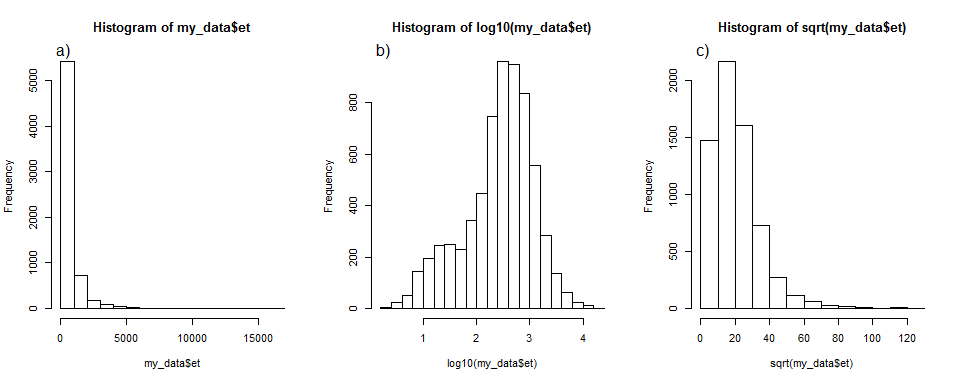 Histogram of my_data$et
a)
Frequency
5000
4000
3000
2000
1000
0
0 5000 10000 15000
my_data$et
Histogram of log10(my_data$et)
b)
Frequency
800
600
400
200
0
1 2 3 4
log10(my_data$et)
Histogram of sqrt(my_data$et)
c)
Frequency
2000
1500
1000
500
0
0 20 40 60 80 100 120
sqrt(my_data$et)